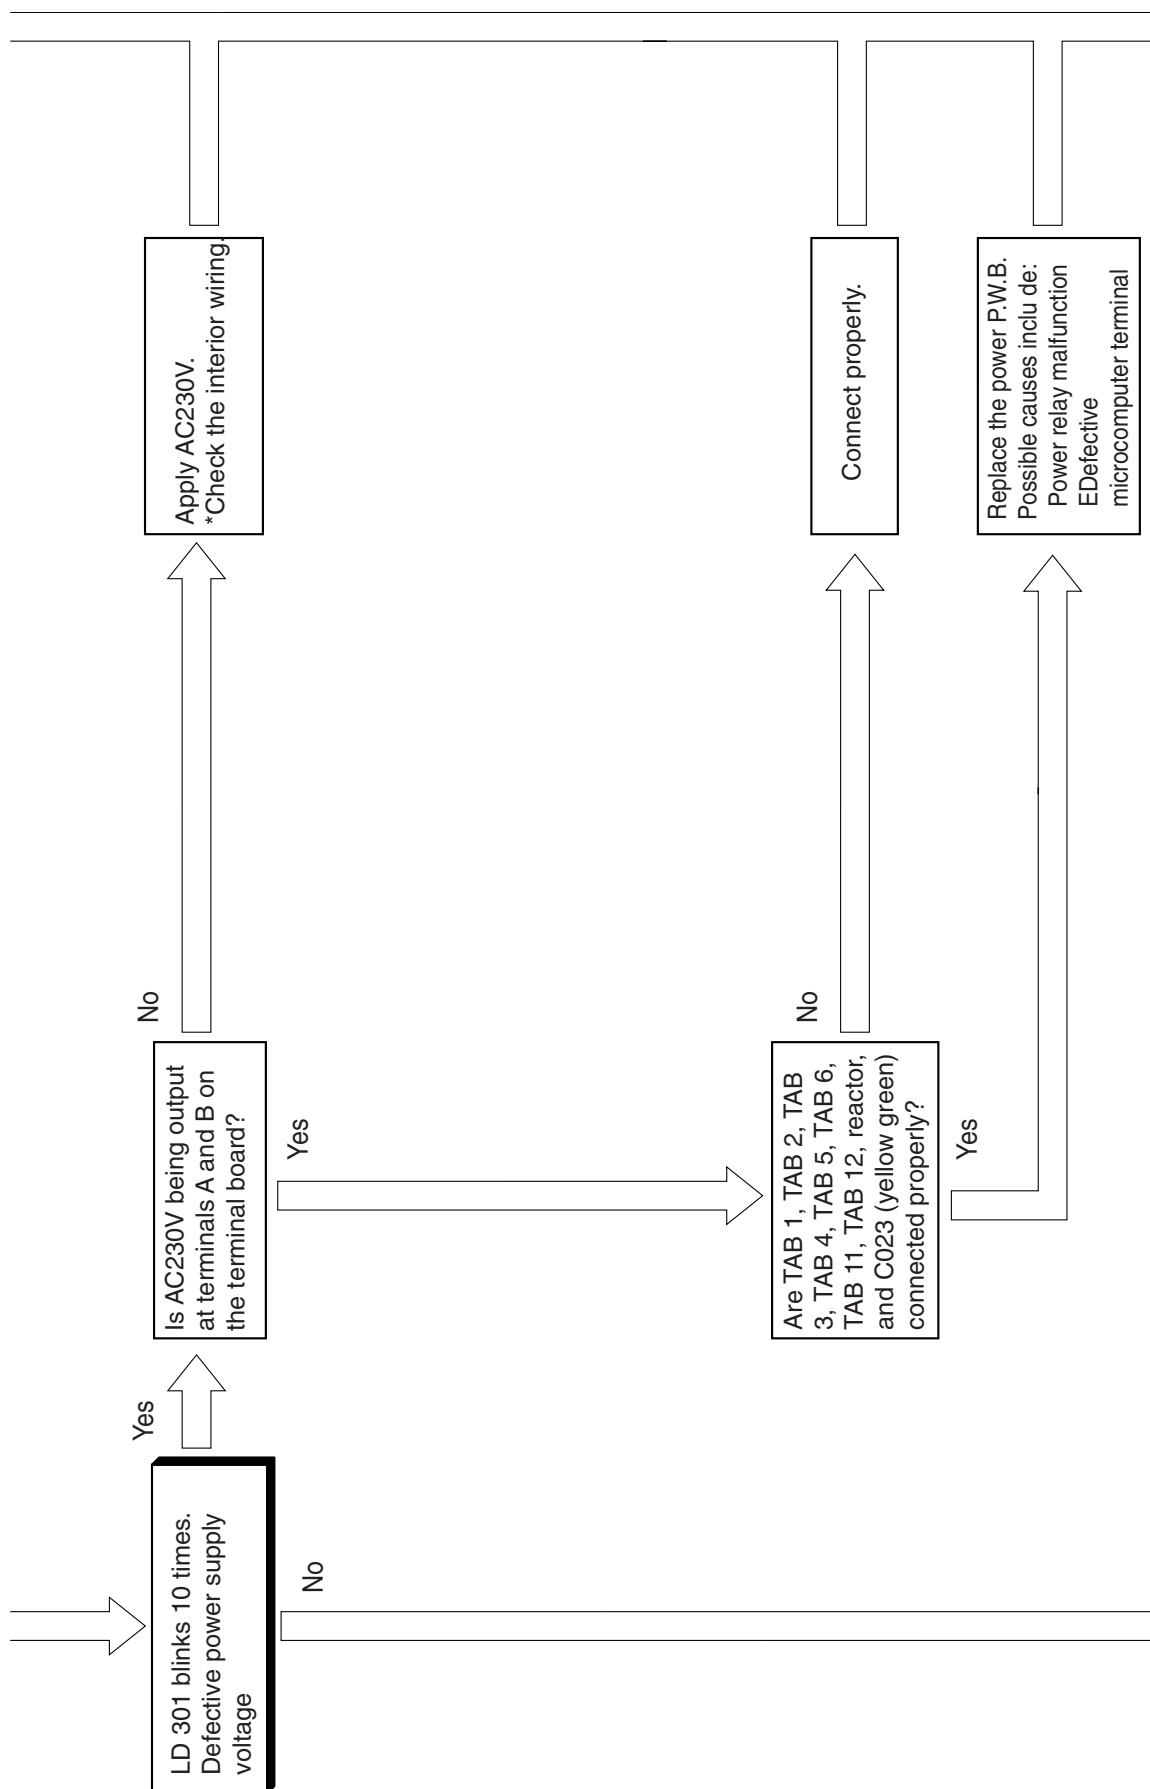 LD 301 blinks 10 times.
Defective power supply
voltage
Yes
No
Is AC230V being output
at terminals A and B on
the terminal board?
No
Yes
Apply AC230V.
*Check the interior wiring.
Are TAB 1, TAB 2, TAB
3, TAB 4, TAB 5, TAB 6,
TAB 11, TAB 12, reactor,
and C023 (yellow green)
connected properly?
No
Yes
Connect properly.
Replace the power P.W.B.
Possible causes inclu de:
Power relay malfunction
EDefective
microcomputer terminal